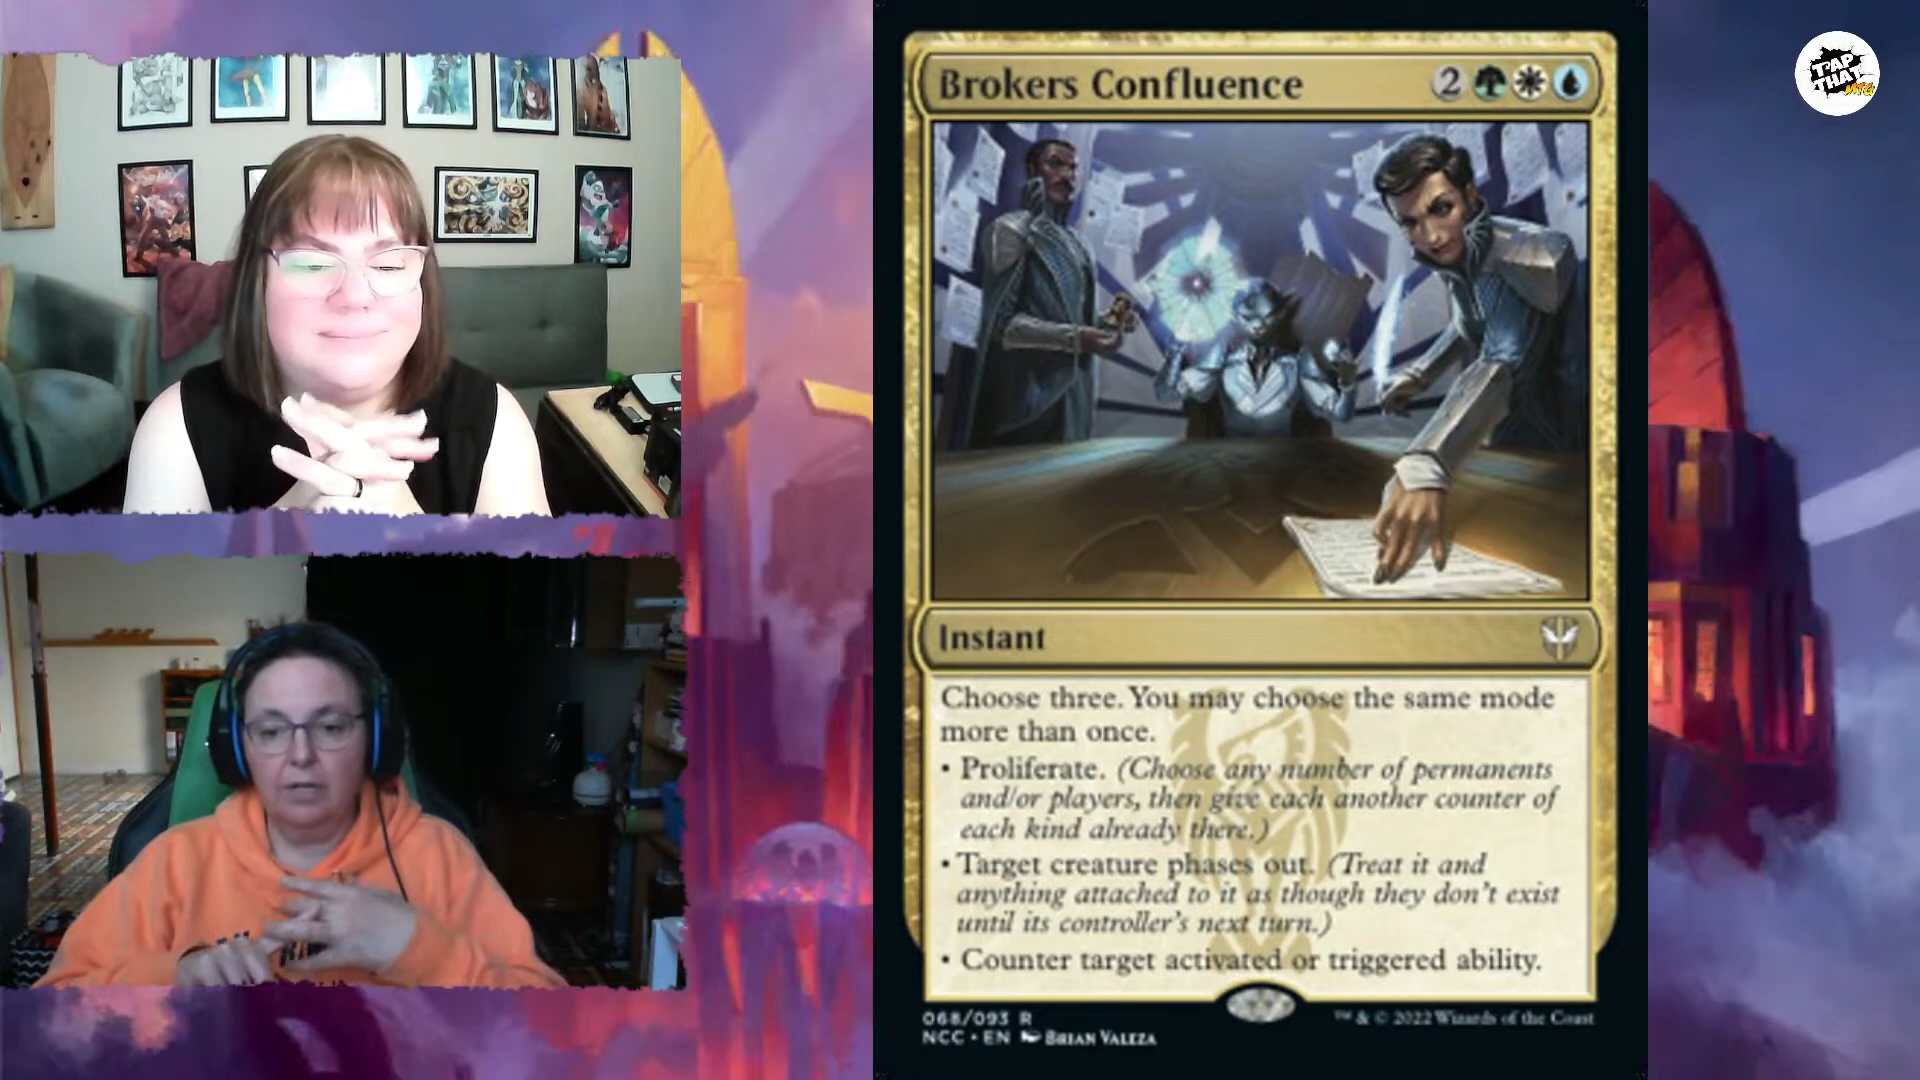 Brokers Confluence 2
TAP
THAT
MTG
Instant
Choose three. You may choose the same mode
more than once.
• Proliferate. (Choose any number of permanents
and/or players, then give each another counter of
each kind already there.)
• Target creature phases out. (Treat it and
anything attached to it as though they don't exist
until its controller's next turn.)
• Counter target activated or triggered ability.
068/093 R
NCC • EN BRIAN VALEZA
™ & © 2022 Wizards of the Coast